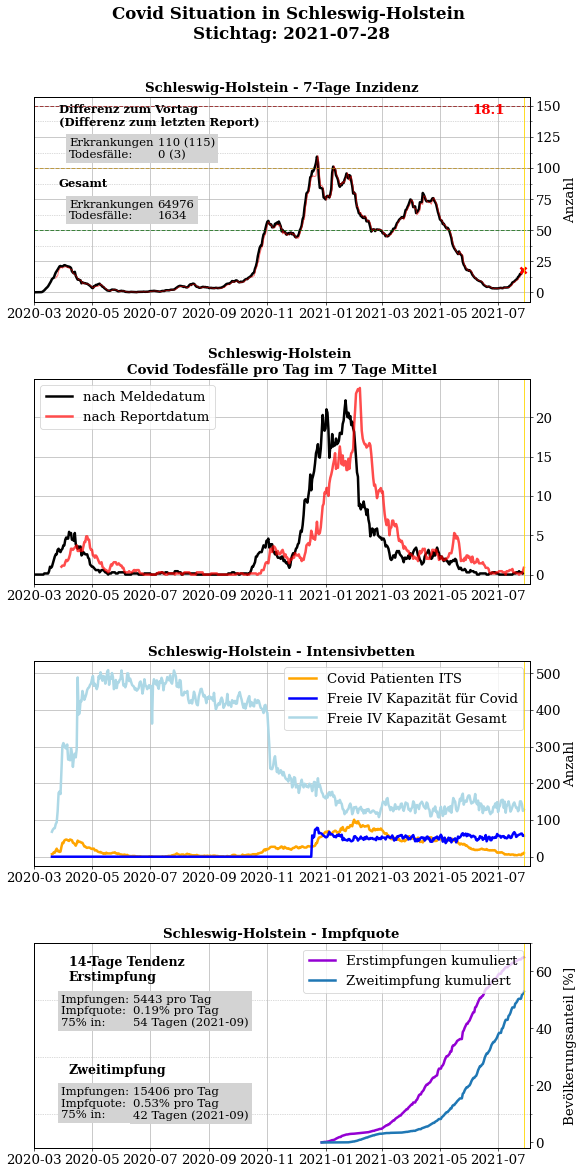 Covid Situation in Schleswig-Holstein
Stichtag: 2021-07-28
Schleswig-Holstein - 7-Tage Inzidenz
Differenz zum Vortag
(Differenz zum letzten Report)
Erkrankungen 110 (115)
Todesfälle: 0 (3)
Gesamt
Erkrankungen 64976
Todesfälle: 1634
18.1
150
125
100
75
50
25
0
Anzahl
2020-03 2020-05 2020-07 2020-09 2020-11 2021-01 2021-03 2021-05 2021-07
Schleswig-Holstein
Covid Todesfälle pro Tag im 7 Tage Mittel
nach Meldedatum
nach Reportdatum
20
15
10
5
0
2020-03 2020-05 2020-07 2020-09 2020-11 2021-01 2021-03 2021-05 2021-07
Schleswig-Holstein - Intensivbetten
Covid Patienten ITS
Freie IV Kapazität für Covid
Freie IV Kapazität Gesamt
500
400
300
200
100
0
Anzahl
2020-03 2020-05 2020-07 2020-09 2020-11 2021-01 2021-03 2021-05 2021-07
Schleswig-Holstein - Impfquote
14-Tage Tendenz
Erstimpfung
Impfungen: 5443 pro Tag
Impfquote: 0.19% pro Tag
75% in: 54 Tagen (2021-09)
Zweitimpfung
Impfungen: 15406 pro Tag
Impfquote: 0.53% pro Tag
75% in: 42 Tagen (2021-09)
Erstimpfungen kumuliert
Zweitimpfung kumuliert
60
40
20
0
Bevölkerungsanteil [%]
2020-03 2020-05 2020-07 2020-09 2020-11 2021-01 2021-03 2021-05 2021-07